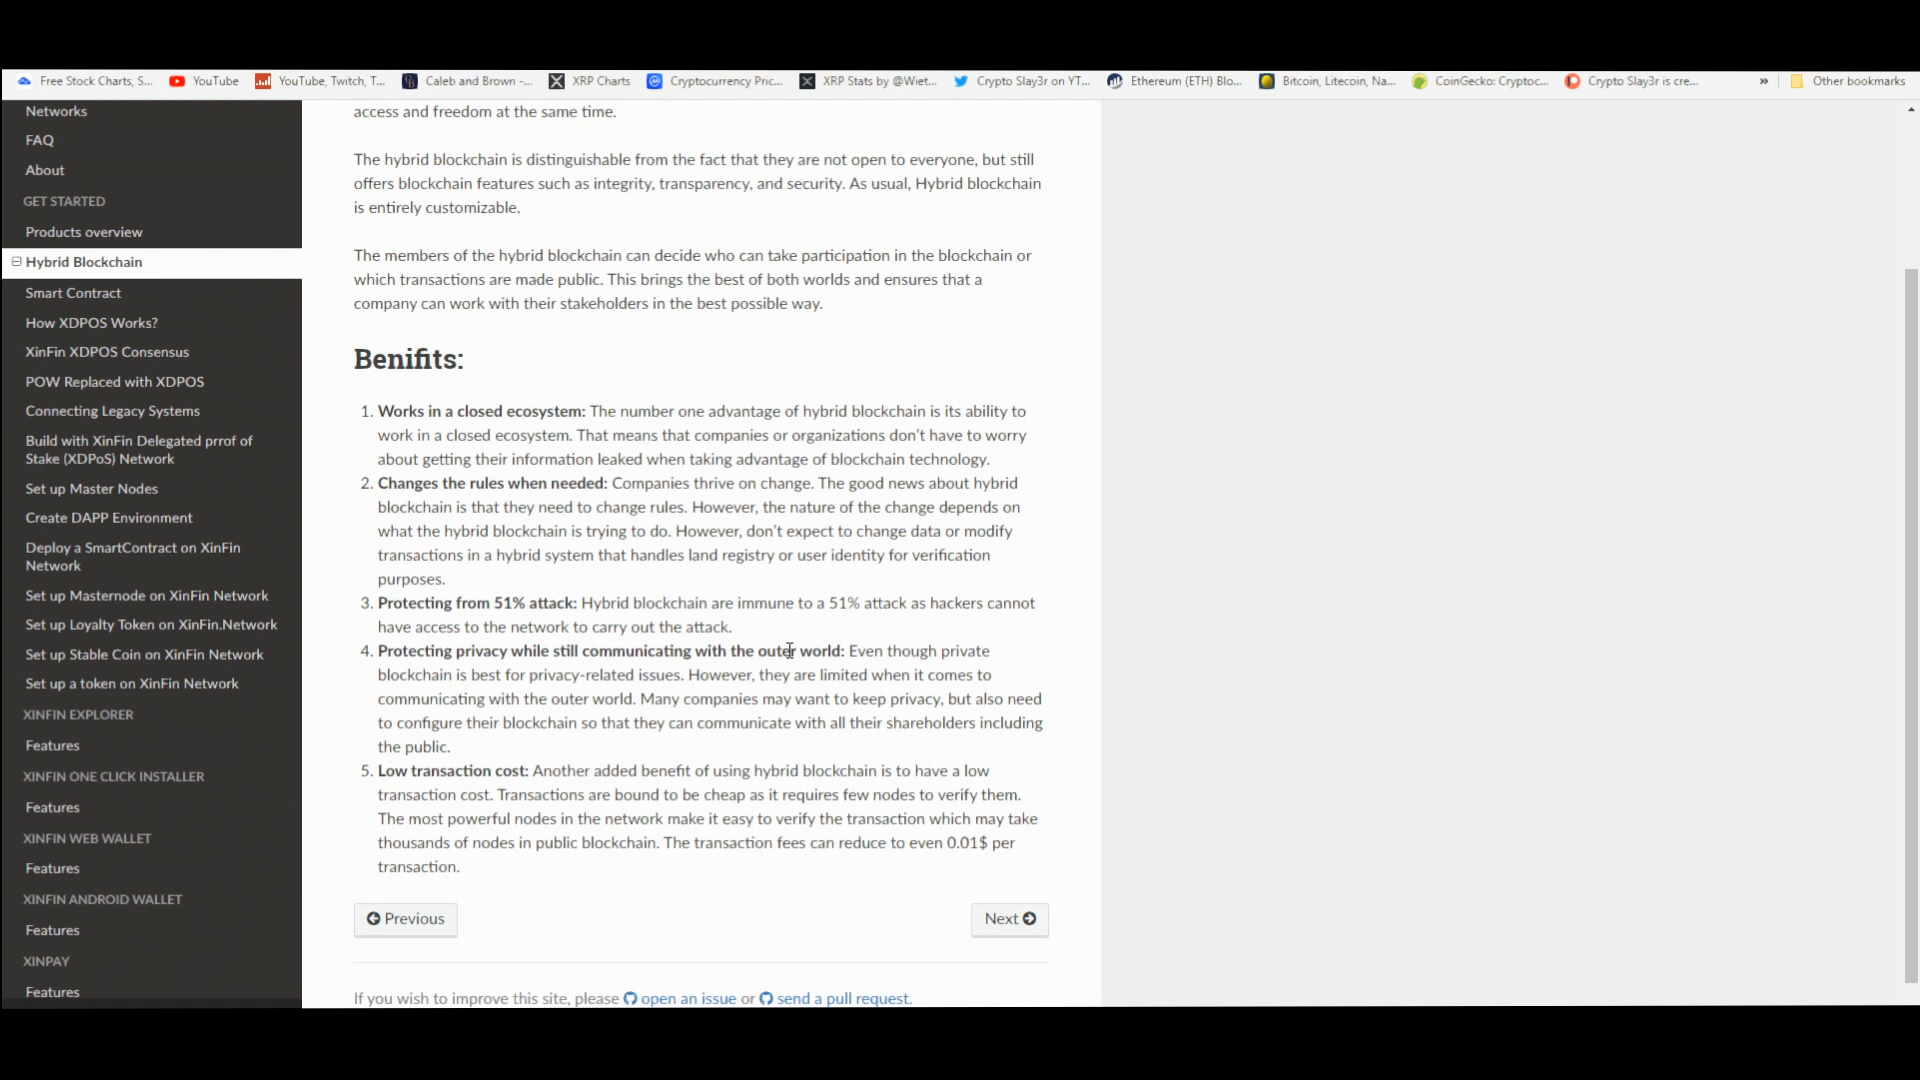 Free Stock Charts, S...
YouTube
YouTube, Twitch, T...
Caleb and Brown -...
XRP Charts
Cryptocurrency Pric...
XRP Stats by @Wiet...
Crypto Slay3r on YT...
Ethereum (ETH) Blo...
Bitcoin, Litecoin, Na...
CoinGecko: Cryptoc...
Crypto Slay3r is cre...
»
Other bookmarks
Networks
FAQ
About
GET STARTED
Products overview
Hybrid Blockchain
Smart Contract
How XDPOS Works?
XinFin XDPOS Consensus
POW Replaced with XDPOS
Connecting Legacy Systems
Build with XinFin Delegated prrof of
Stake (XDPoS) Network
Set up Master Nodes
Create DAPP Environment
Deploy a SmartContract on XinFin
Network
Set up Masternode on XinFin Network
Set up Loyalty Token on XinFin.Network
Set up Stable Coin on XinFin Network
Set up a token on XinFin Network
XINFIN EXPLORER
Features
XINFIN ONE CLICK INSTALLER
Features
XINFIN WEB WALLET
Features
XINFIN ANDROID WALLET
Features
XINPAY
Features
access and freedom at the same time.
The hybrid blockchain is distinguishable from the fact that they are not open to everyone, but still
offers blockchain features such as integrity, transparency, and security. As usual, Hybrid blockchain
is entirely customizable.
The members of the hybrid blockchain can decide who can take participation in the blockchain or
which transactions are made public. This brings the best of both worlds and ensures that a
company can work with their stakeholders in the best possible way.
Benifits:
1. Works in a closed ecosystem: The number one advantage of hybrid blockchain is its ability to
work in a closed ecosystem. That means that companies or organizations don't have to worry
about getting their information leaked when taking advantage of blockchain technology.
2. Changes the rules when needed: Companies thrive on change. The good news about hybrid
blockchain is that they need to change rules. However, the nature of the change depends on
what the hybrid blockchain is trying to do. However, don't expect to change data or modify
transactions in a hybrid system that handles land registry or user identity for verification
purposes.
3. Protecting from 51% attack: Hybrid blockchain are immune to a 51% attack as hackers cannot
have access to the network to carry out the attack.
4. Protecting privacy while still communicating with the outer world: Even though private
blockchain is best for privacy-related issues. However, they are limited when it comes to
communicating with the outer world. Many companies may want to keep privacy, but also need
to configure their blockchain so that they can communicate with all their shareholders including
the public.
5. Low transaction cost: Another added benefit of using hybrid blockchain is to have a low
transaction cost. Transactions are bound to be cheap as it requires few nodes to verify them.
The most powerful nodes in the network make it easy to verify the transaction which may take
thousands of nodes in public blockchain. The transaction fees can reduce to even 0.01$ per
transaction.
Previous
Next
If you wish to improve this site, please open an issue or send a pull request.